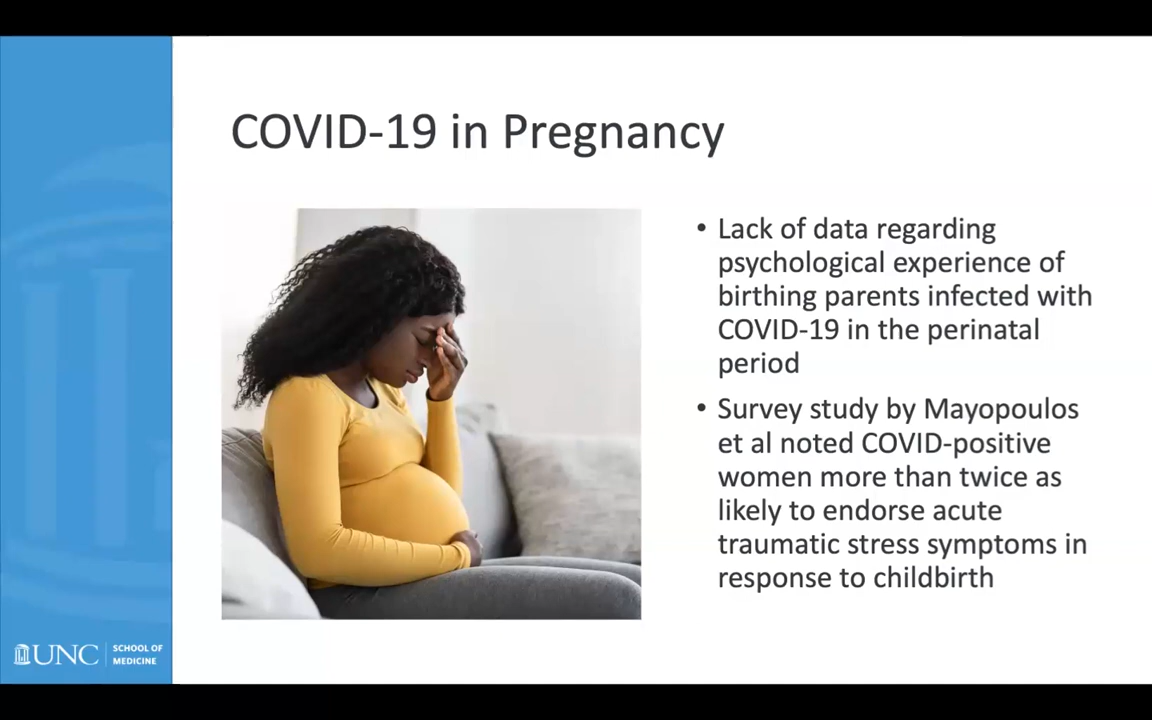 COVID-19 in Pregnancy
• Lack of data regarding
psychological experience of
birthing parents infected with
COVID-19 in the perinatal
period
• Survey study by Mayopoulos
et al noted COVID-positive
women more than twice as
likely to endorse acute
traumatic stress symptoms in
response to childbirth
UNC SCHOOL OF
MEDICINE